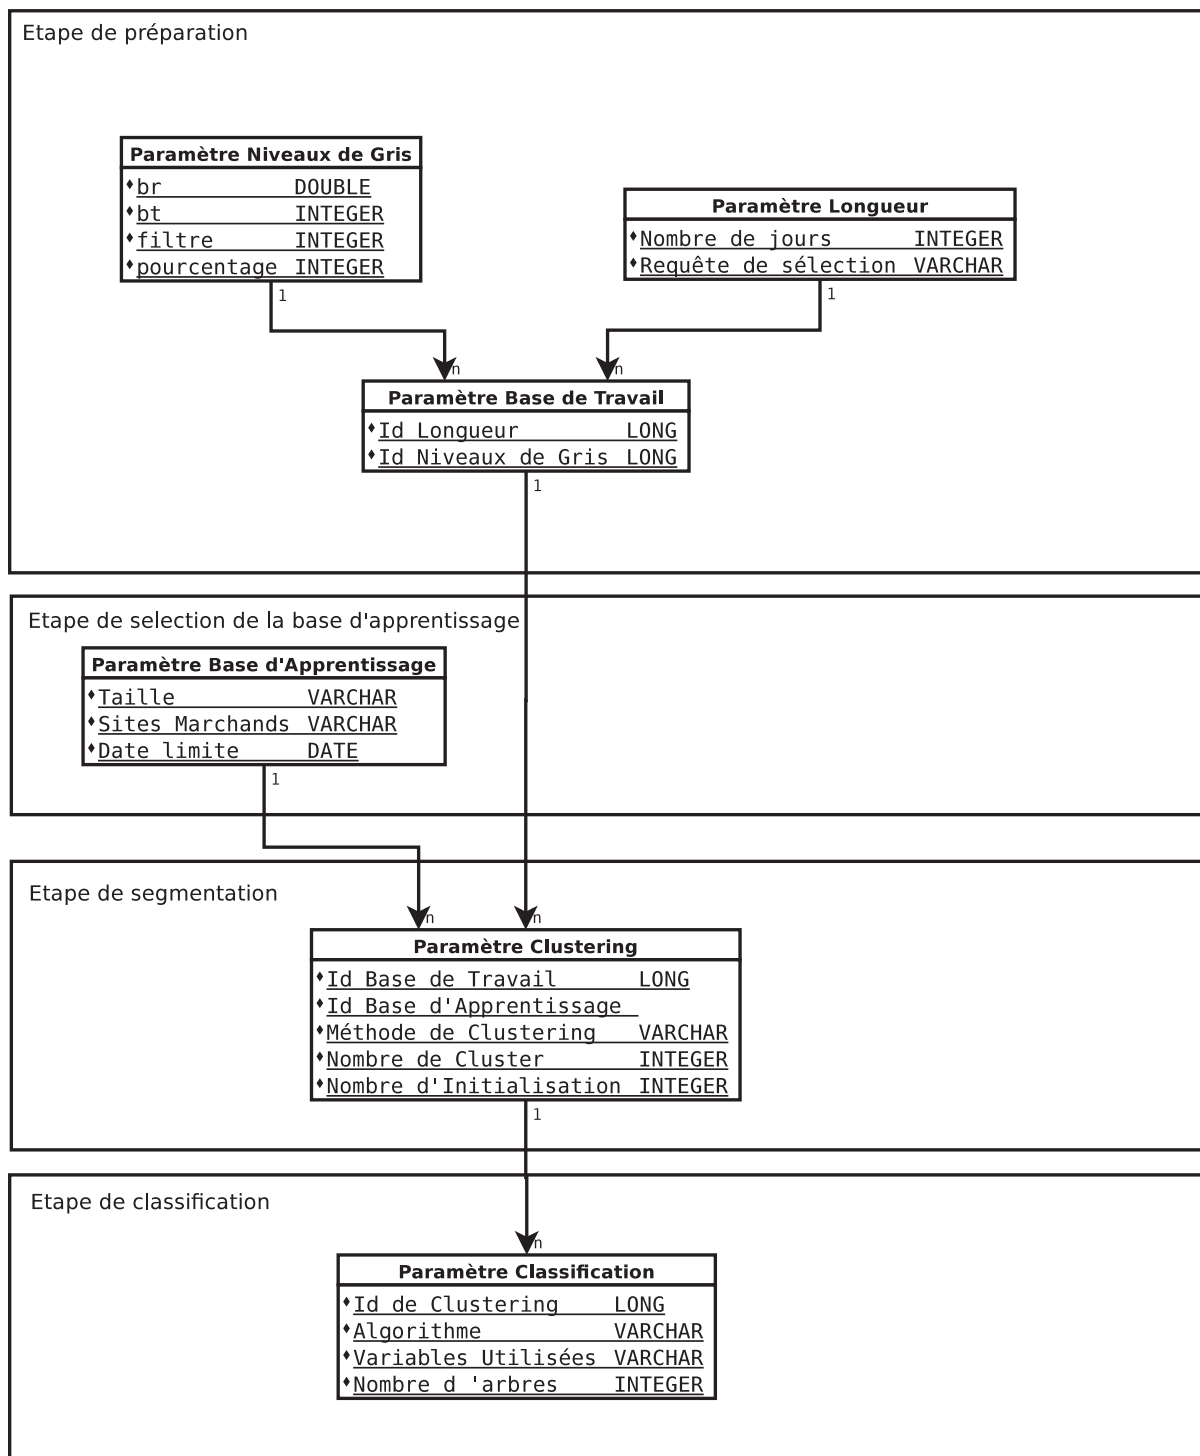 Etape de préparation
Paramètre Niveaux de Gris
br DOUBLE
bt INTEGER
filtre INTEGER
pourcentage INTEGER
1
Paramètre Longueur
Nombre de jours INTEGER
Requête de sélection VARCHAR
1
n
n
Paramètre Base de Travail
Id Longueur LONG
Id Niveaux de Gris LONG
1
Etape de selection de la base d'apprentissage
Paramètre Base d'Apprentissage
Taille VARCHAR
Sites Marchands VARCHAR
Date limite DATE
1
Etape de segmentation
n
n
Paramètre Clustering
Id Base de Travail LONG
Id Base d'Apprentissage
Méthode de Clustering VARCHAR
Nombre de Cluster INTEGER
Nombre d'Initialisation INTEGER
1
Etape de classification
n
Paramètre Classification
Id de Clustering LONG
Algorithme VARCHAR
Variables Utilisées VARCHAR
Nombre d 'arbres INTEGER